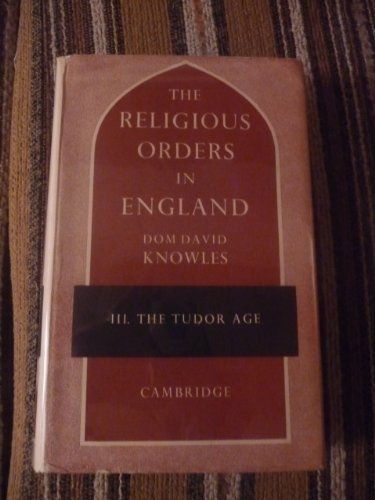 THE
RELIGIOUS
ORDERS
IN
ENGLAND
DOM DAVID
KNOWLES
III. THE TUDOR AGE
CAMBRIDGE